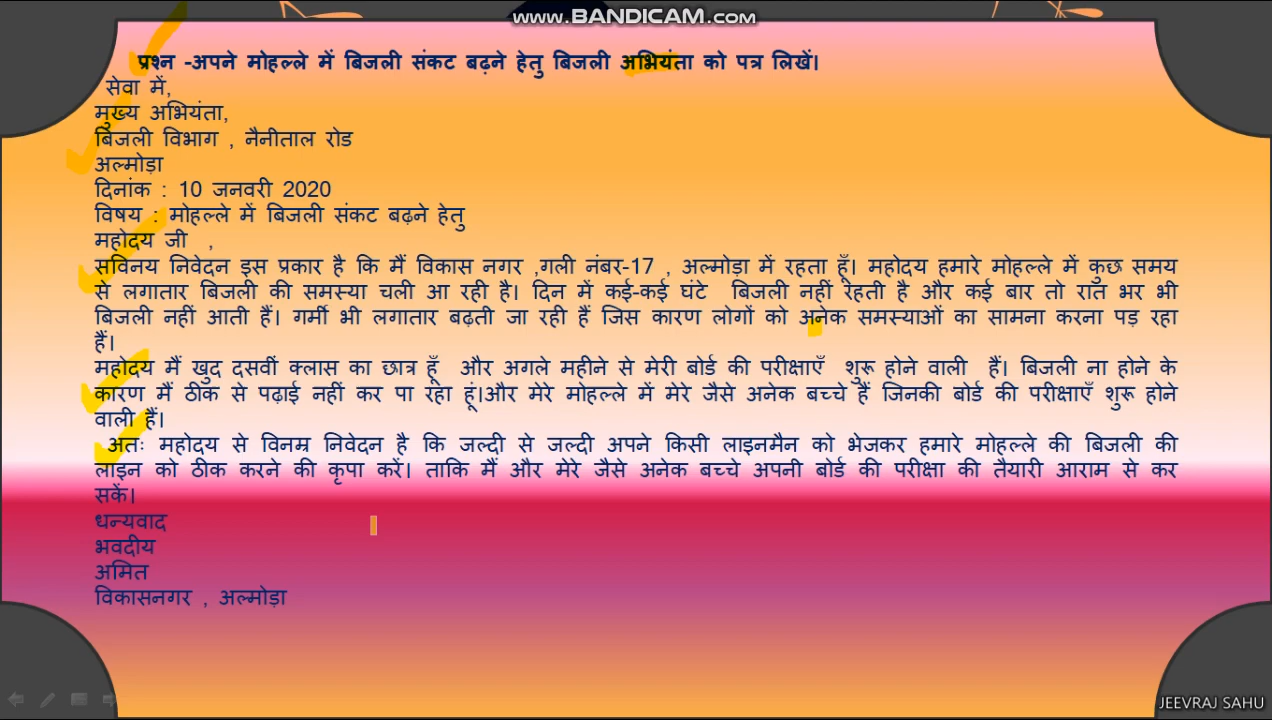 www.BANDICAM.com
प्रश्न -अपने मोहल्ले में बिजली संकट बढ़ने हेतु बिजली अभियंता को पत्र लिखें।
सेवा में,
मुख्य अभियंता,
बिजली विभाग , नैनीताल रोड
अल्मोड़ा
दिनांक : 10 जनवरी 2020
विषय : मोहल्ले में बिजली संकट बढ़ने हेतु
महोदय जी ,
सविनय निवेदन इस प्रकार है कि मैं विकास नगर ,गली नंबर-17 , अल्मोड़ा में रहता हूँ। महोदय हमारे मोहल्ले में कुछ समय
से लगातार बिजली की समस्या चली आ रही है। दिन में कई-कई घंटे बिजली नहीं रहती है और कई बार तो रात भर भी
बिजली नहीं आती हैं। गर्मी भी लगातार बढ़ती जा रही हैं जिस कारण लोगों को अनेक समस्याओं का सामना करना पड़ रहा
हैं।
महोदय मैं खुद दसवीं क्लास का छात्र हूँ और अगले महीने से मेरी बोर्ड की परीक्षाएँ शुरू होने वाली हैं। बिजली ना होने के
कारण मैं ठीक से पढ़ाई नहीं कर पा रहा हूं।और मेरे मोहल्ले में मेरे जैसे अनेक बच्चे हैं जिनकी बोर्ड की परीक्षाएँ शुरू होने
वाली हैं।
अतः महोदय से विनम्र निवेदन है कि जल्दी से जल्दी अपने किसी लाइनमैन को भेजकर हमारे मोहल्ले की बिजली की
लाइन को ठीक करने की कृपा करें। ताकि मैं और मेरे जैसे अनेक बच्चे अपनी बोर्ड की परीक्षा की तैयारी आराम से कर
सकें।
धन्यवाद
भवदीय
अमित
विकासनगर , अल्मोड़ा
JEEVRAJ SAHU